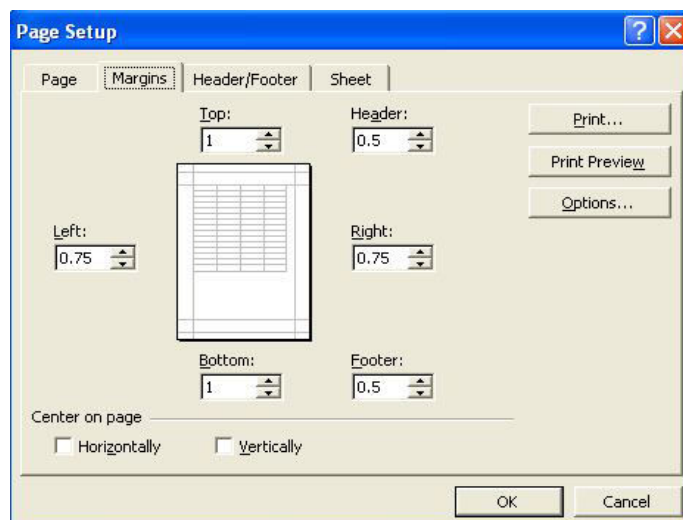 Page Setup
Page Margins Header/Footer Sheet
Top: Header:
1 0.5
Print...
Print Preview
Options...
Left: Right:
0.75 0.75
Bottom: Footer:
1 0.5
Center on page
Horizontally Vertically
OK Cancel